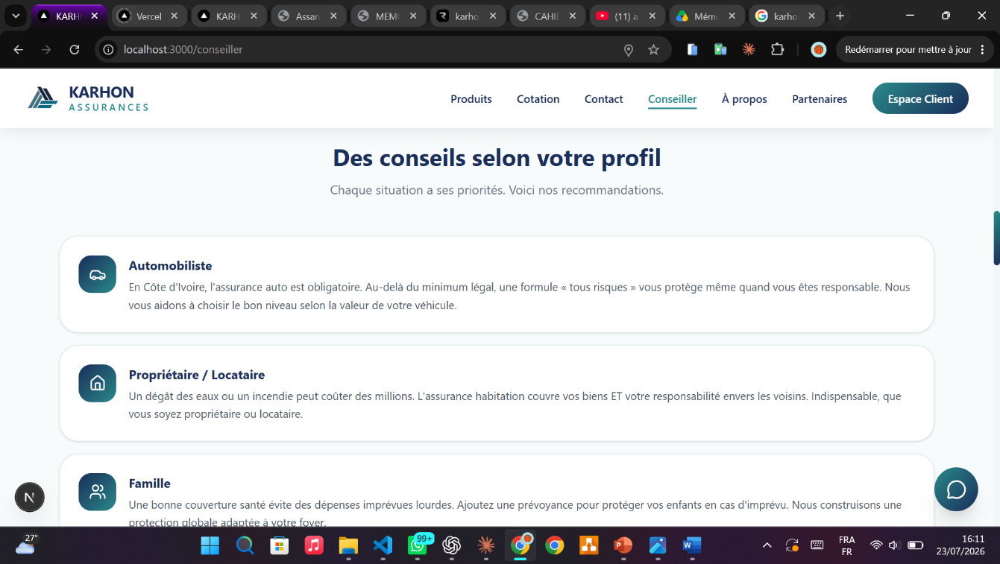 KARH
Vercel
KARH
Assan
MEM
karho
CAHI
(11) a
Mém
karho
localhost:3000/conseiller
Redémarrer pour mettre à jour
KARHON
ASSURANCES
Produits
Cotation
Contact
Conseiller
À propos
Partenaires
Espace Client
Des conseils selon votre profil
Chaque situation a ses priorités. Voici nos recommandations.
Automobiliste
En Côte d'Ivoire, l'assurance auto est obligatoire. Au-delà du minimum légal, une formule « tous risques » vous protège même quand vous êtes responsable. Nous
vous aidons à choisir le bon niveau selon la valeur de votre véhicule.
Propriétaire / Locataire
Un dégât des eaux ou un incendie peut coûter des millions. L'assurance habitation couvre vos biens ET votre responsabilité envers les voisins. Indispensable, que
vous soyez propriétaire ou locataire.
Famille
Une bonne couverture santé évite des dépenses imprévues lourdes. Ajoutez une prévoyance pour protéger vos enfants en cas d'imprévu. Nous construisons une
protection globale adaptée à votre foyer.
N
27°
99+
FRA
FR
16:11
23/07/2026